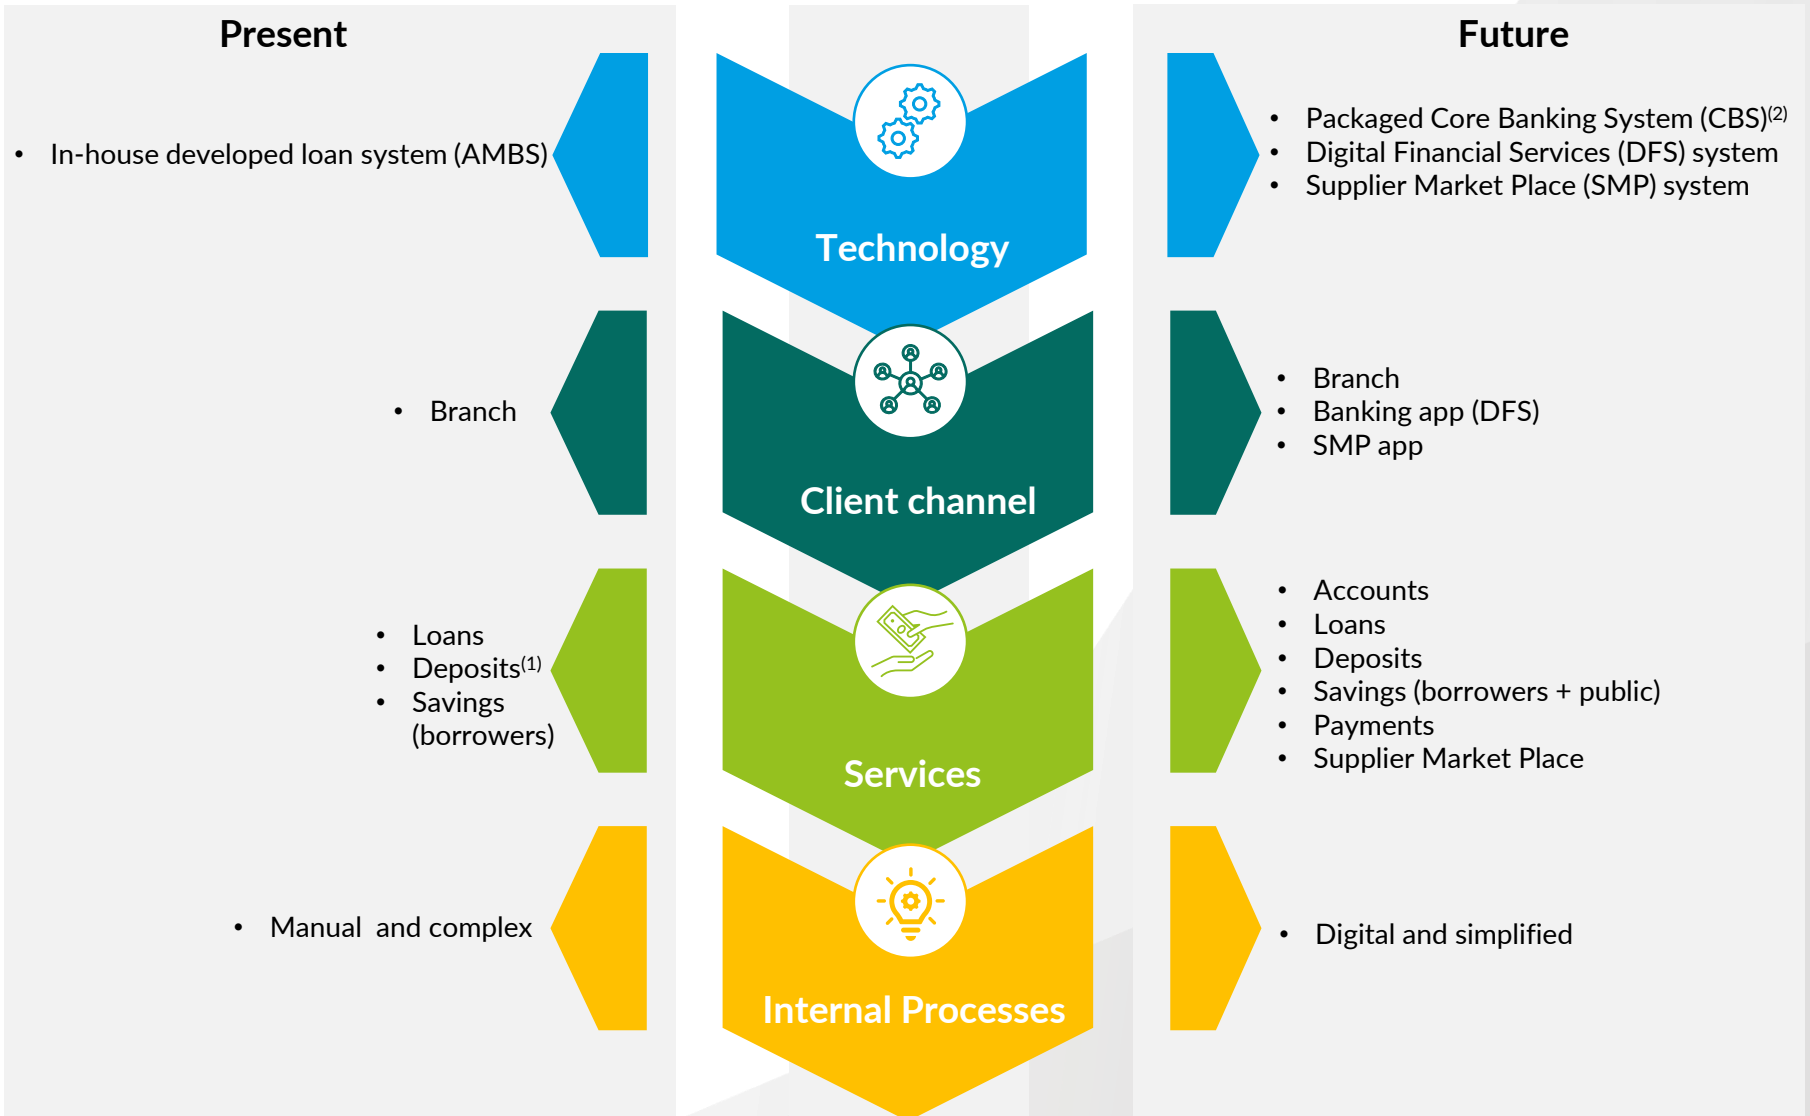 Present
Future
• In-house developed loan system (AMBS)
Technology
• Packaged Core Banking System (CBS)(2)
• Digital Financial Services (DFS) system
• Supplier Market Place (SMP) system
• Branch
Client channel
• Branch
• Banking app (DFS)
• SMP app
• Loans
• Deposits(1)
• Savings
(borrowers)
Services
• Accounts
• Loans
• Deposits
• Savings (borrowers + public)
• Payments
• Supplier Market Place
• Manual  and complex
Internal Processes
• Digital and simplified